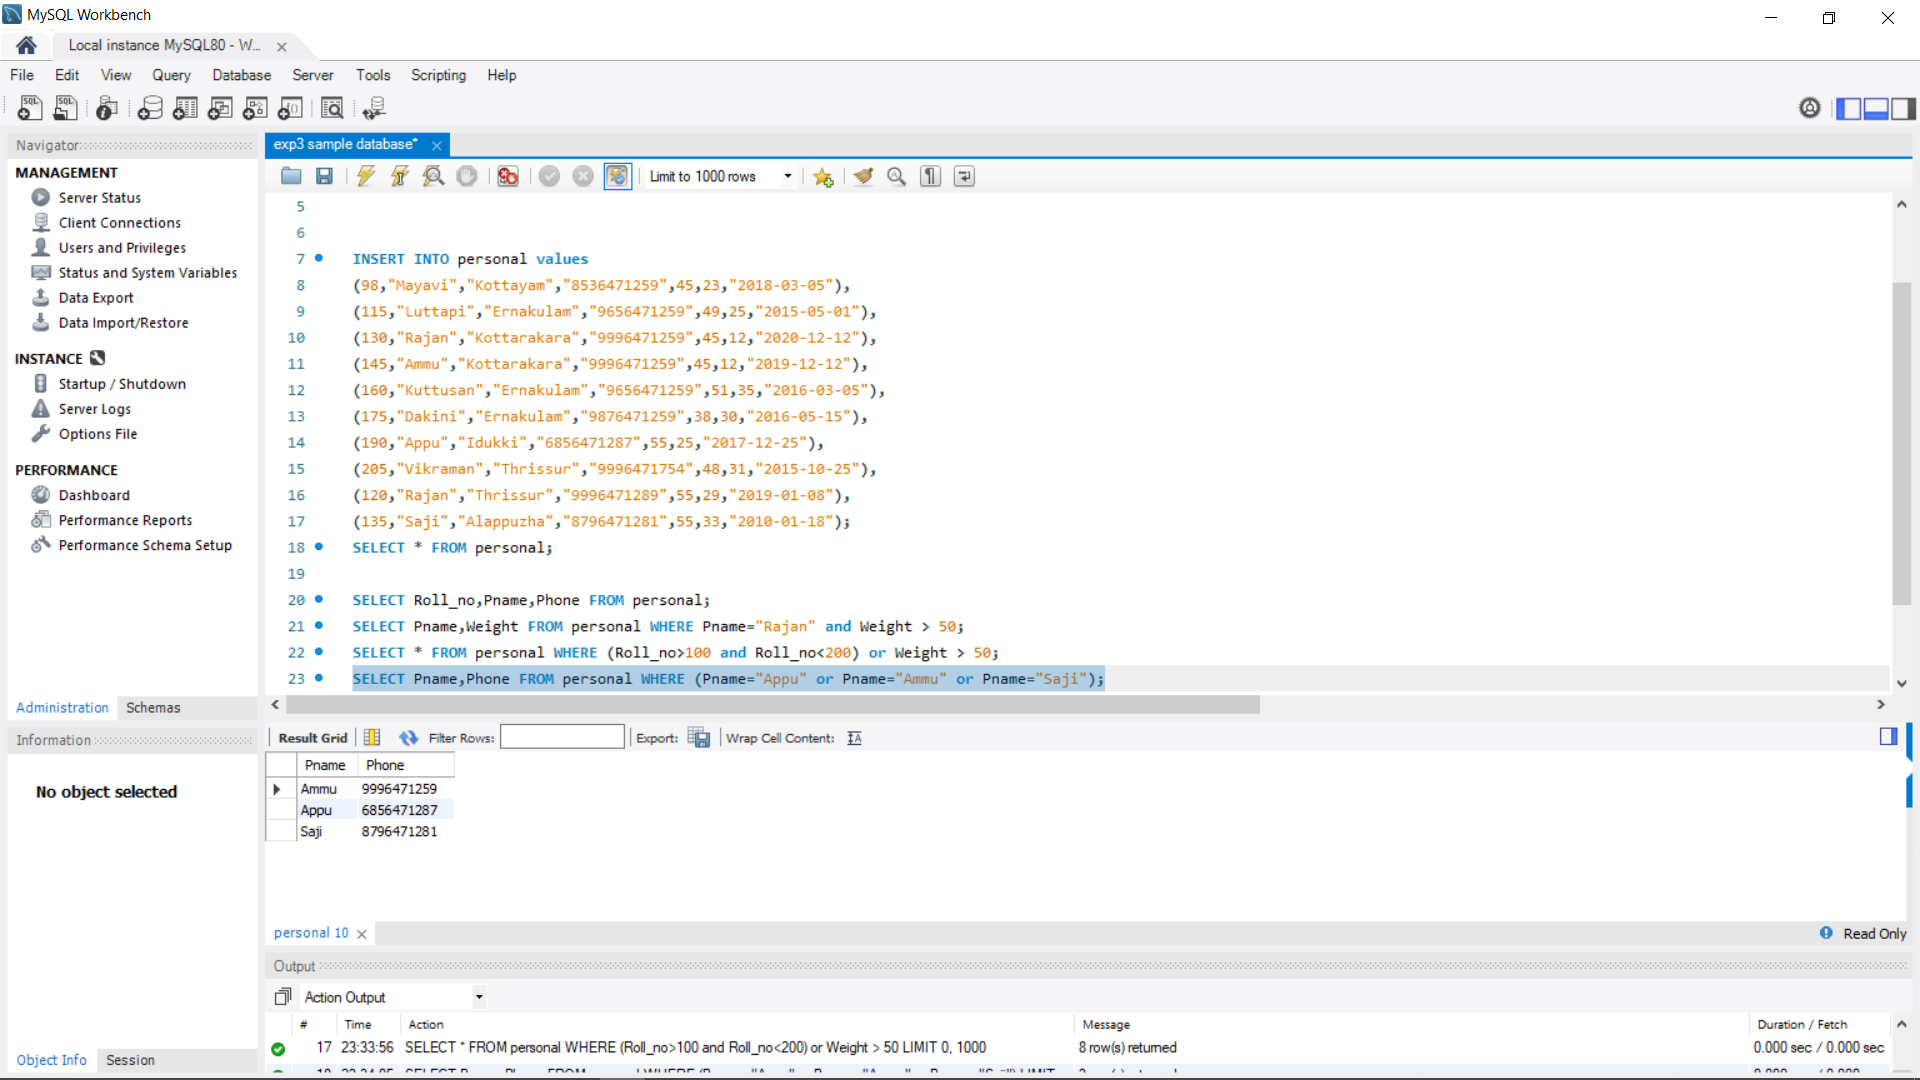 MySQL Workbench
Local instance MySQL80 - W...
File Edit View Query Database Server Tools Scripting Help
Navigator
MANAGEMENT
Server Status
Client Connections
Users and Privileges
Status and System Variables
Data Export
Data Import/Restore
INSTANCE
Startup / Shutdown
Server Logs
Options File
PERFORMANCE
Dashboard
Performance Reports
Performance Schema Setup
Administration Schemas
Information
No object selected
Object Info Session
exp3 sample database*
Limit to 1000 rows
5
6
7 INSERT INTO personal values
8 (98,"Mayavi","Kottayam","8536471259",45,23,"2018-03-05"),
9 (115,"Luttapi","Ernakulam","9656471259",49,25,"2015-05-01"),
10 (130,"Rajan","Kottarakara","9996471259",45,12,"2020-12-12"),
11 (145,"Ammu","Kottarakara","9996471259",45,12,"2019-12-12"),
12 (160,"Kuttusan","Ernakulam","9656471259",51,35,"2016-03-05"),
13 (175,"Dakini","Ernakulam","9876471259",38,30,"2016-05-15"),
14 (190,"Appu","Idukki","6856471287",55,25,"2017-12-25"),
15 (205,"Vikraman","Thrissur","9996471754",48,31,"2015-10-25"),
16 (120,"Rajan","Thrissur","9996471289",55,29,"2019-01-08"),
17 (135,"Saji","Alappuzha","8796471281",55,33,"2010-01-18");
18 SELECT * FROM personal;
19
20 SELECT Roll_no,Pname,Phone FROM personal;
21 SELECT Pname,Weight FROM personal WHERE Pname="Rajan" and Weight > 50;
22 SELECT * FROM personal WHERE (Roll_no>100 and Roll_no<200) or Weight > 50;
23 SELECT Pname,Phone FROM personal WHERE (Pname="Appu" or Pname="Ammu" or Pname="Saji");
Result Grid Filter Rows: Export: Wrap Cell Content:
Pname Phone
Ammu 9996471259
Appu 6856471287
Saji 8796471281
personal 10
Read Only
Output
Action Output
# Time Action Message Duration / Fetch
17 23:33:56 SELECT * FROM personal WHERE (Roll_no>100 and Roll_no<200) or Weight > 50 LIMIT 0, 1000 8 row(s) returned 0.000 sec / 0.000 sec